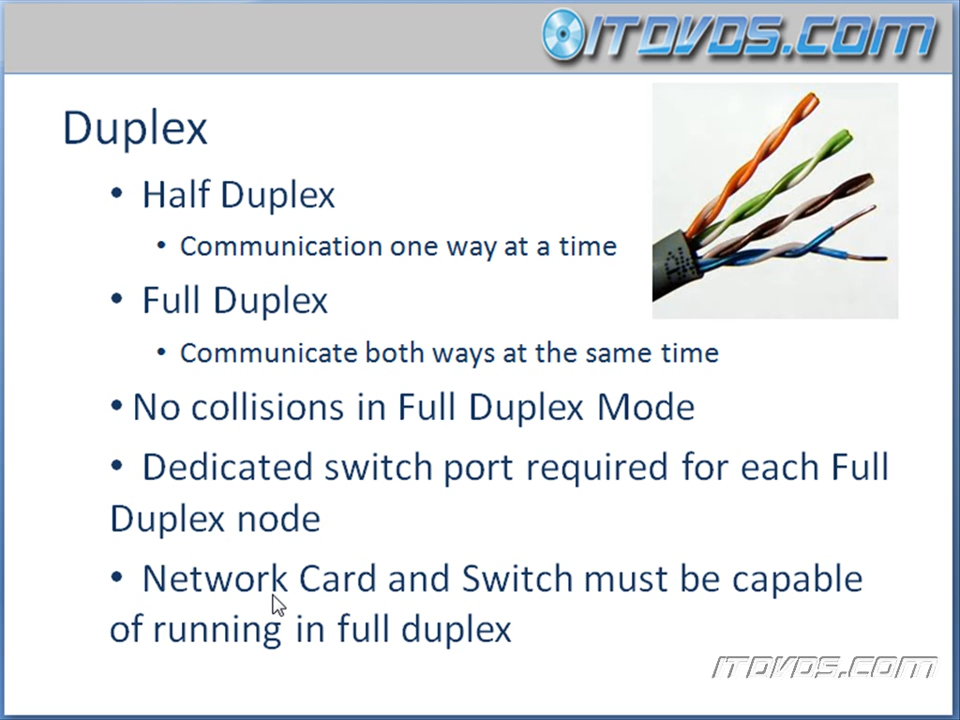 ITDVDS.COM
Duplex
• Half Duplex
• Communication one way at a time
• Full Duplex
• Communicate both ways at the same time
• No collisions in Full Duplex Mode
• Dedicated switch port required for each Full
Duplex node
• Network Card and Switch must be capable
of running in full duplex
ITDVDS.COM